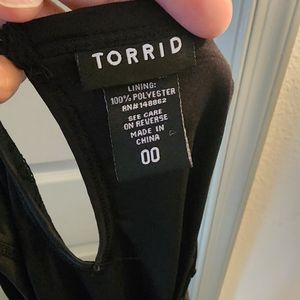 TORRID
LINING:
100% POLYESTER
RN# 148862
SEE CARE
ON REVERSE
MADE IN
CHINA
00